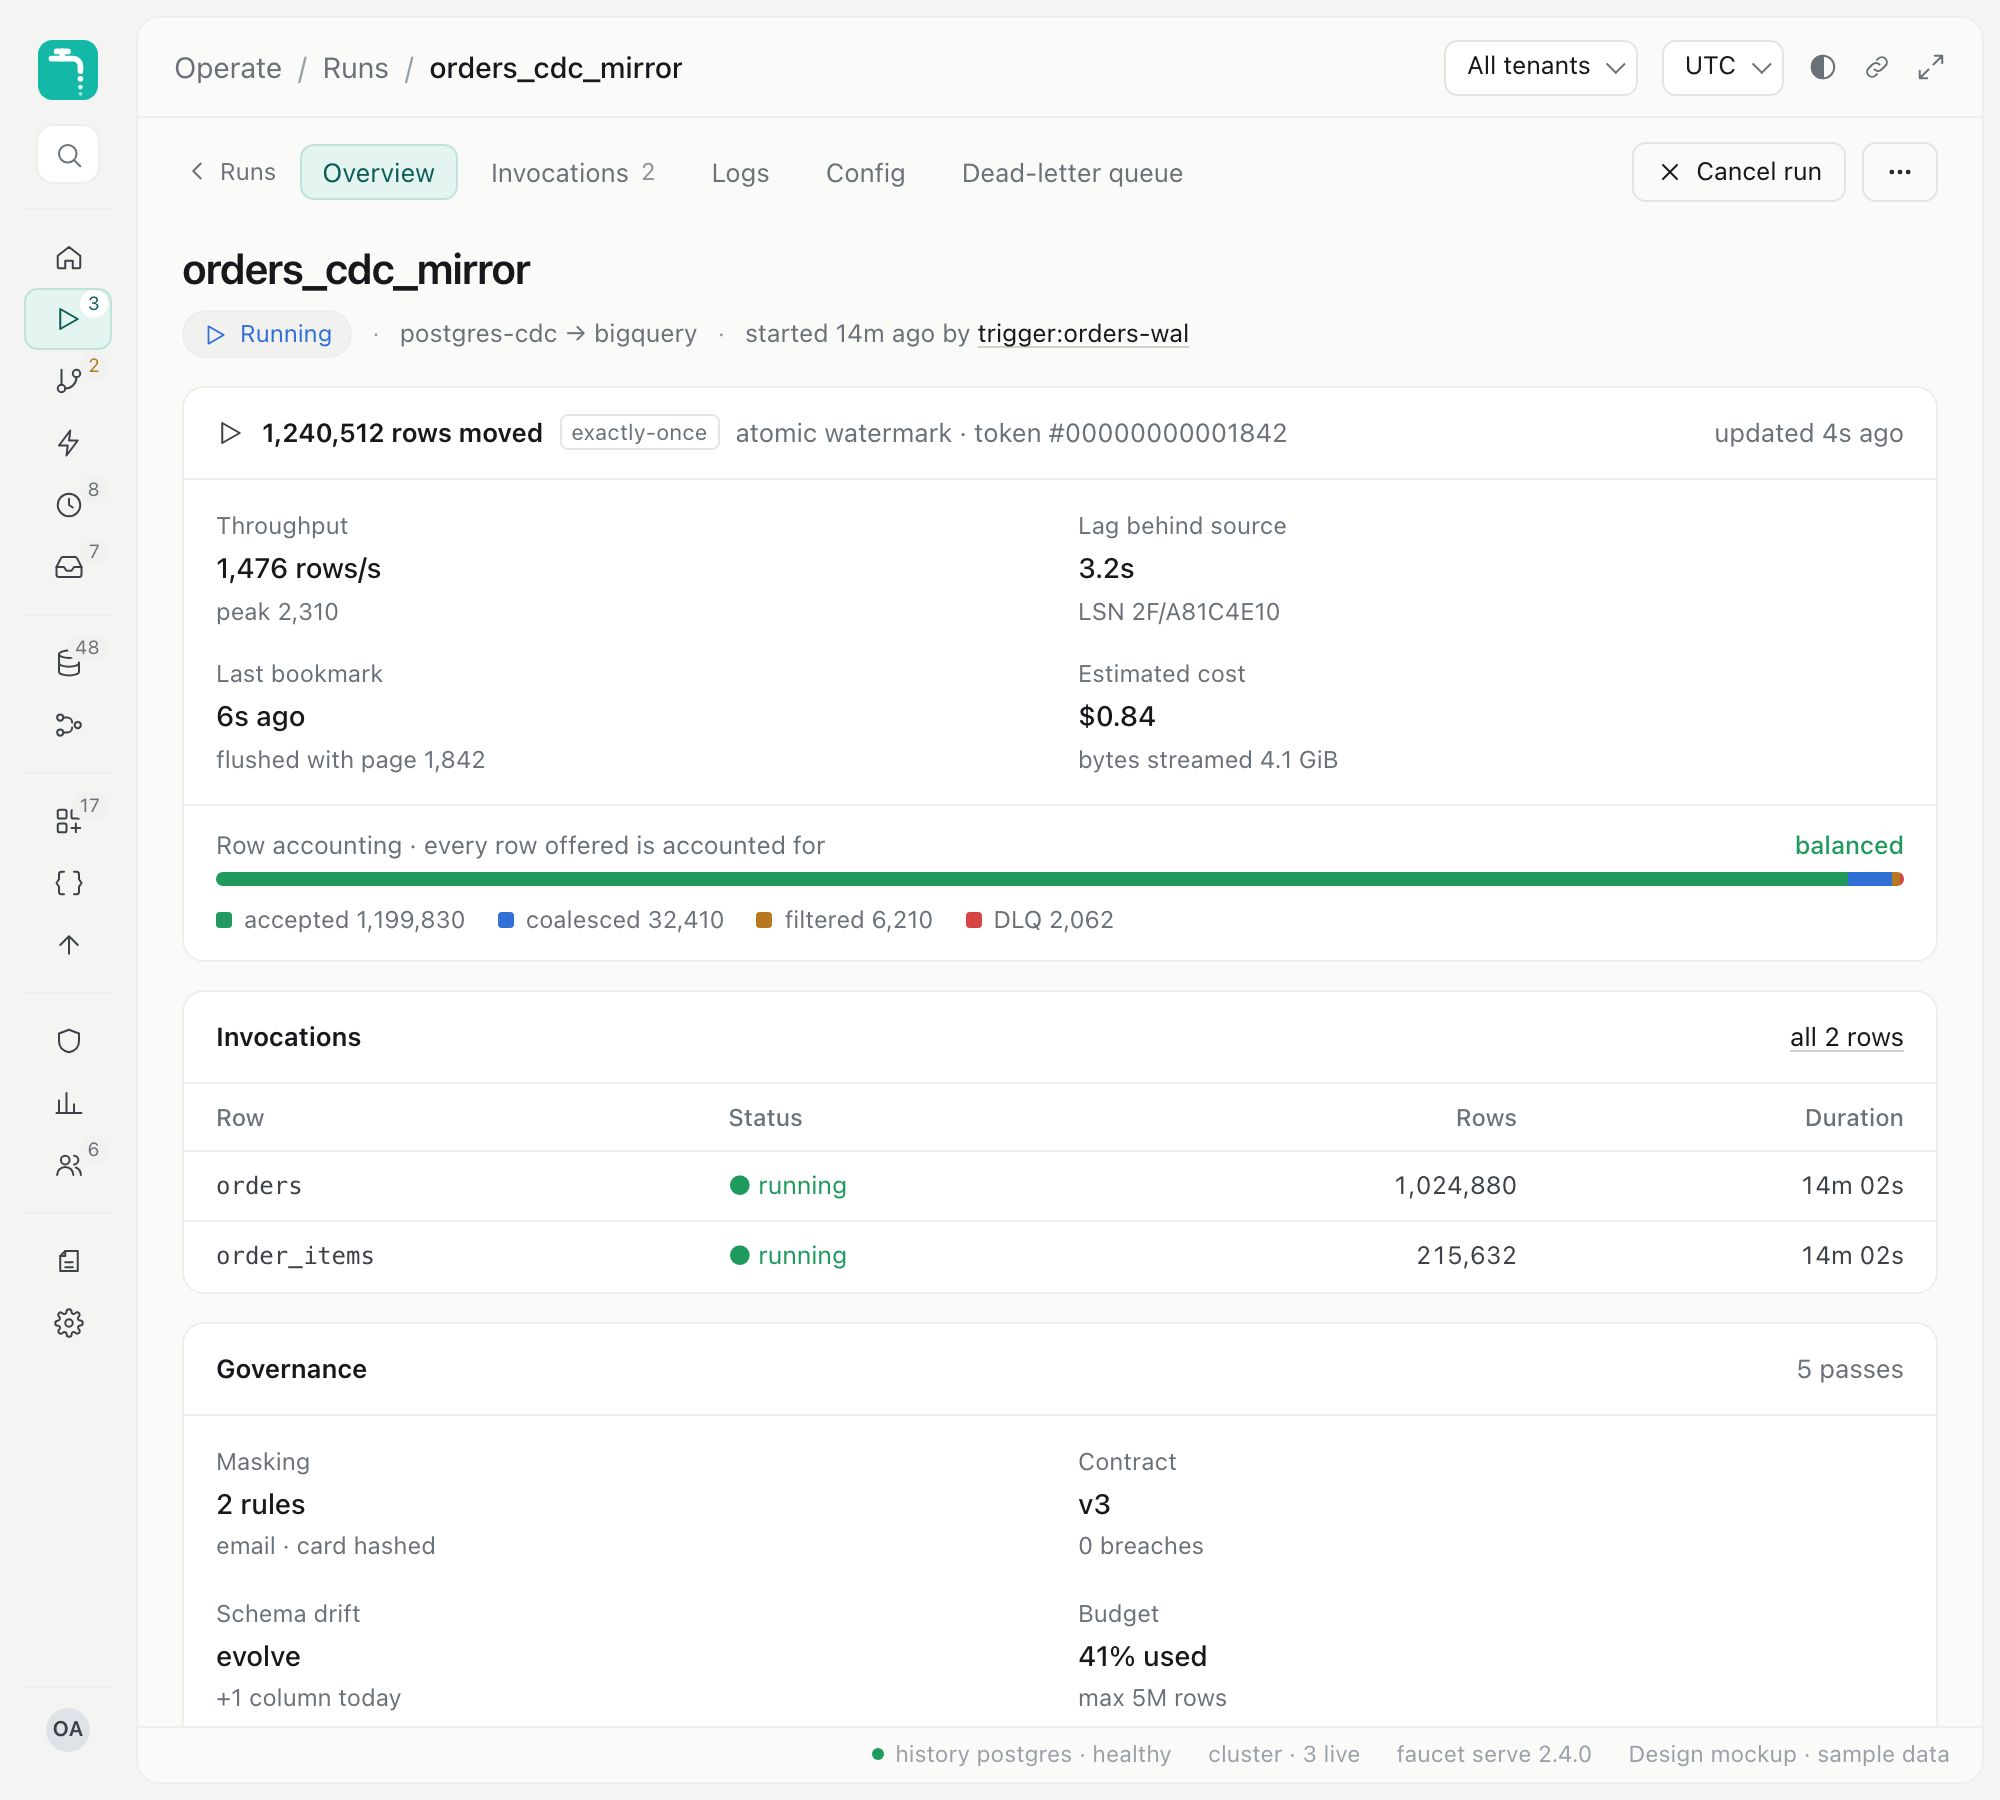 Operate / Runs / orders_cdc_mirror
All tenants
UTC
Runs
Overview
Invocations 2
Logs
Config
Dead-letter queue
Cancel run
3
2
8
7
48
17
6
OA
orders_cdc_mirror
Running · postgres-cdc → bigquery · started 14m ago by trigger:orders-wal
1,240,512 rows moved exactly-once atomic watermark · token #00000000001842 updated 4s ago
Throughput
1,476 rows/s
peak 2,310
Lag behind source
3.2s
LSN 2F/A81C4E10
Last bookmark
6s ago
flushed with page 1,842
Estimated cost
$0.84
bytes streamed 4.1 GiB
Row accounting · every row offered is accounted for balanced
accepted 1,199,830 coalesced 32,410 filtered 6,210 DLQ 2,062
Invocations all 2 rows
Row Status Rows Duration
orders running 1,024,880 14m 02s
order_items running 215,632 14m 02s
Governance 5 passes
Masking
2 rules
email · card hashed
Contract
v3
0 breaches
Schema drift
evolve
+1 column today
Budget
41% used
max 5M rows
history postgres · healthy cluster · 3 live faucet serve 2.4.0 Design mockup · sample data